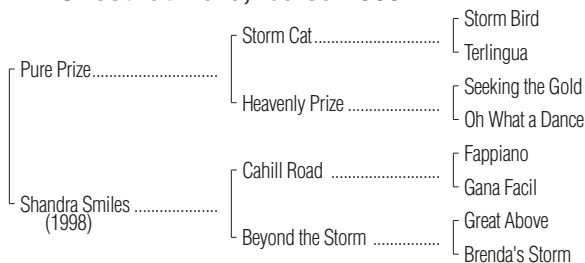 Storm Bird
Storm Cat
Terlingua
Pure Prize
Seeking the Gold
Heavenly Prize
Oh What a Dance
Fappiano
Cahill Road
Gana Facil
Shandra Smiles
(1998)
Great Above
Beyond the Storm
Brenda's Storm